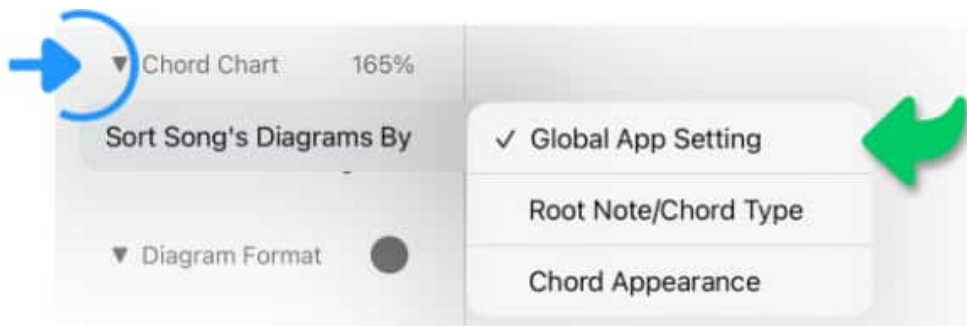 ▼ Chord Chart 165%
Sort Song's Diagrams By
✓ Global App Setting
Root Note/Chord Type
▼ Diagram Format
Chord Appearance